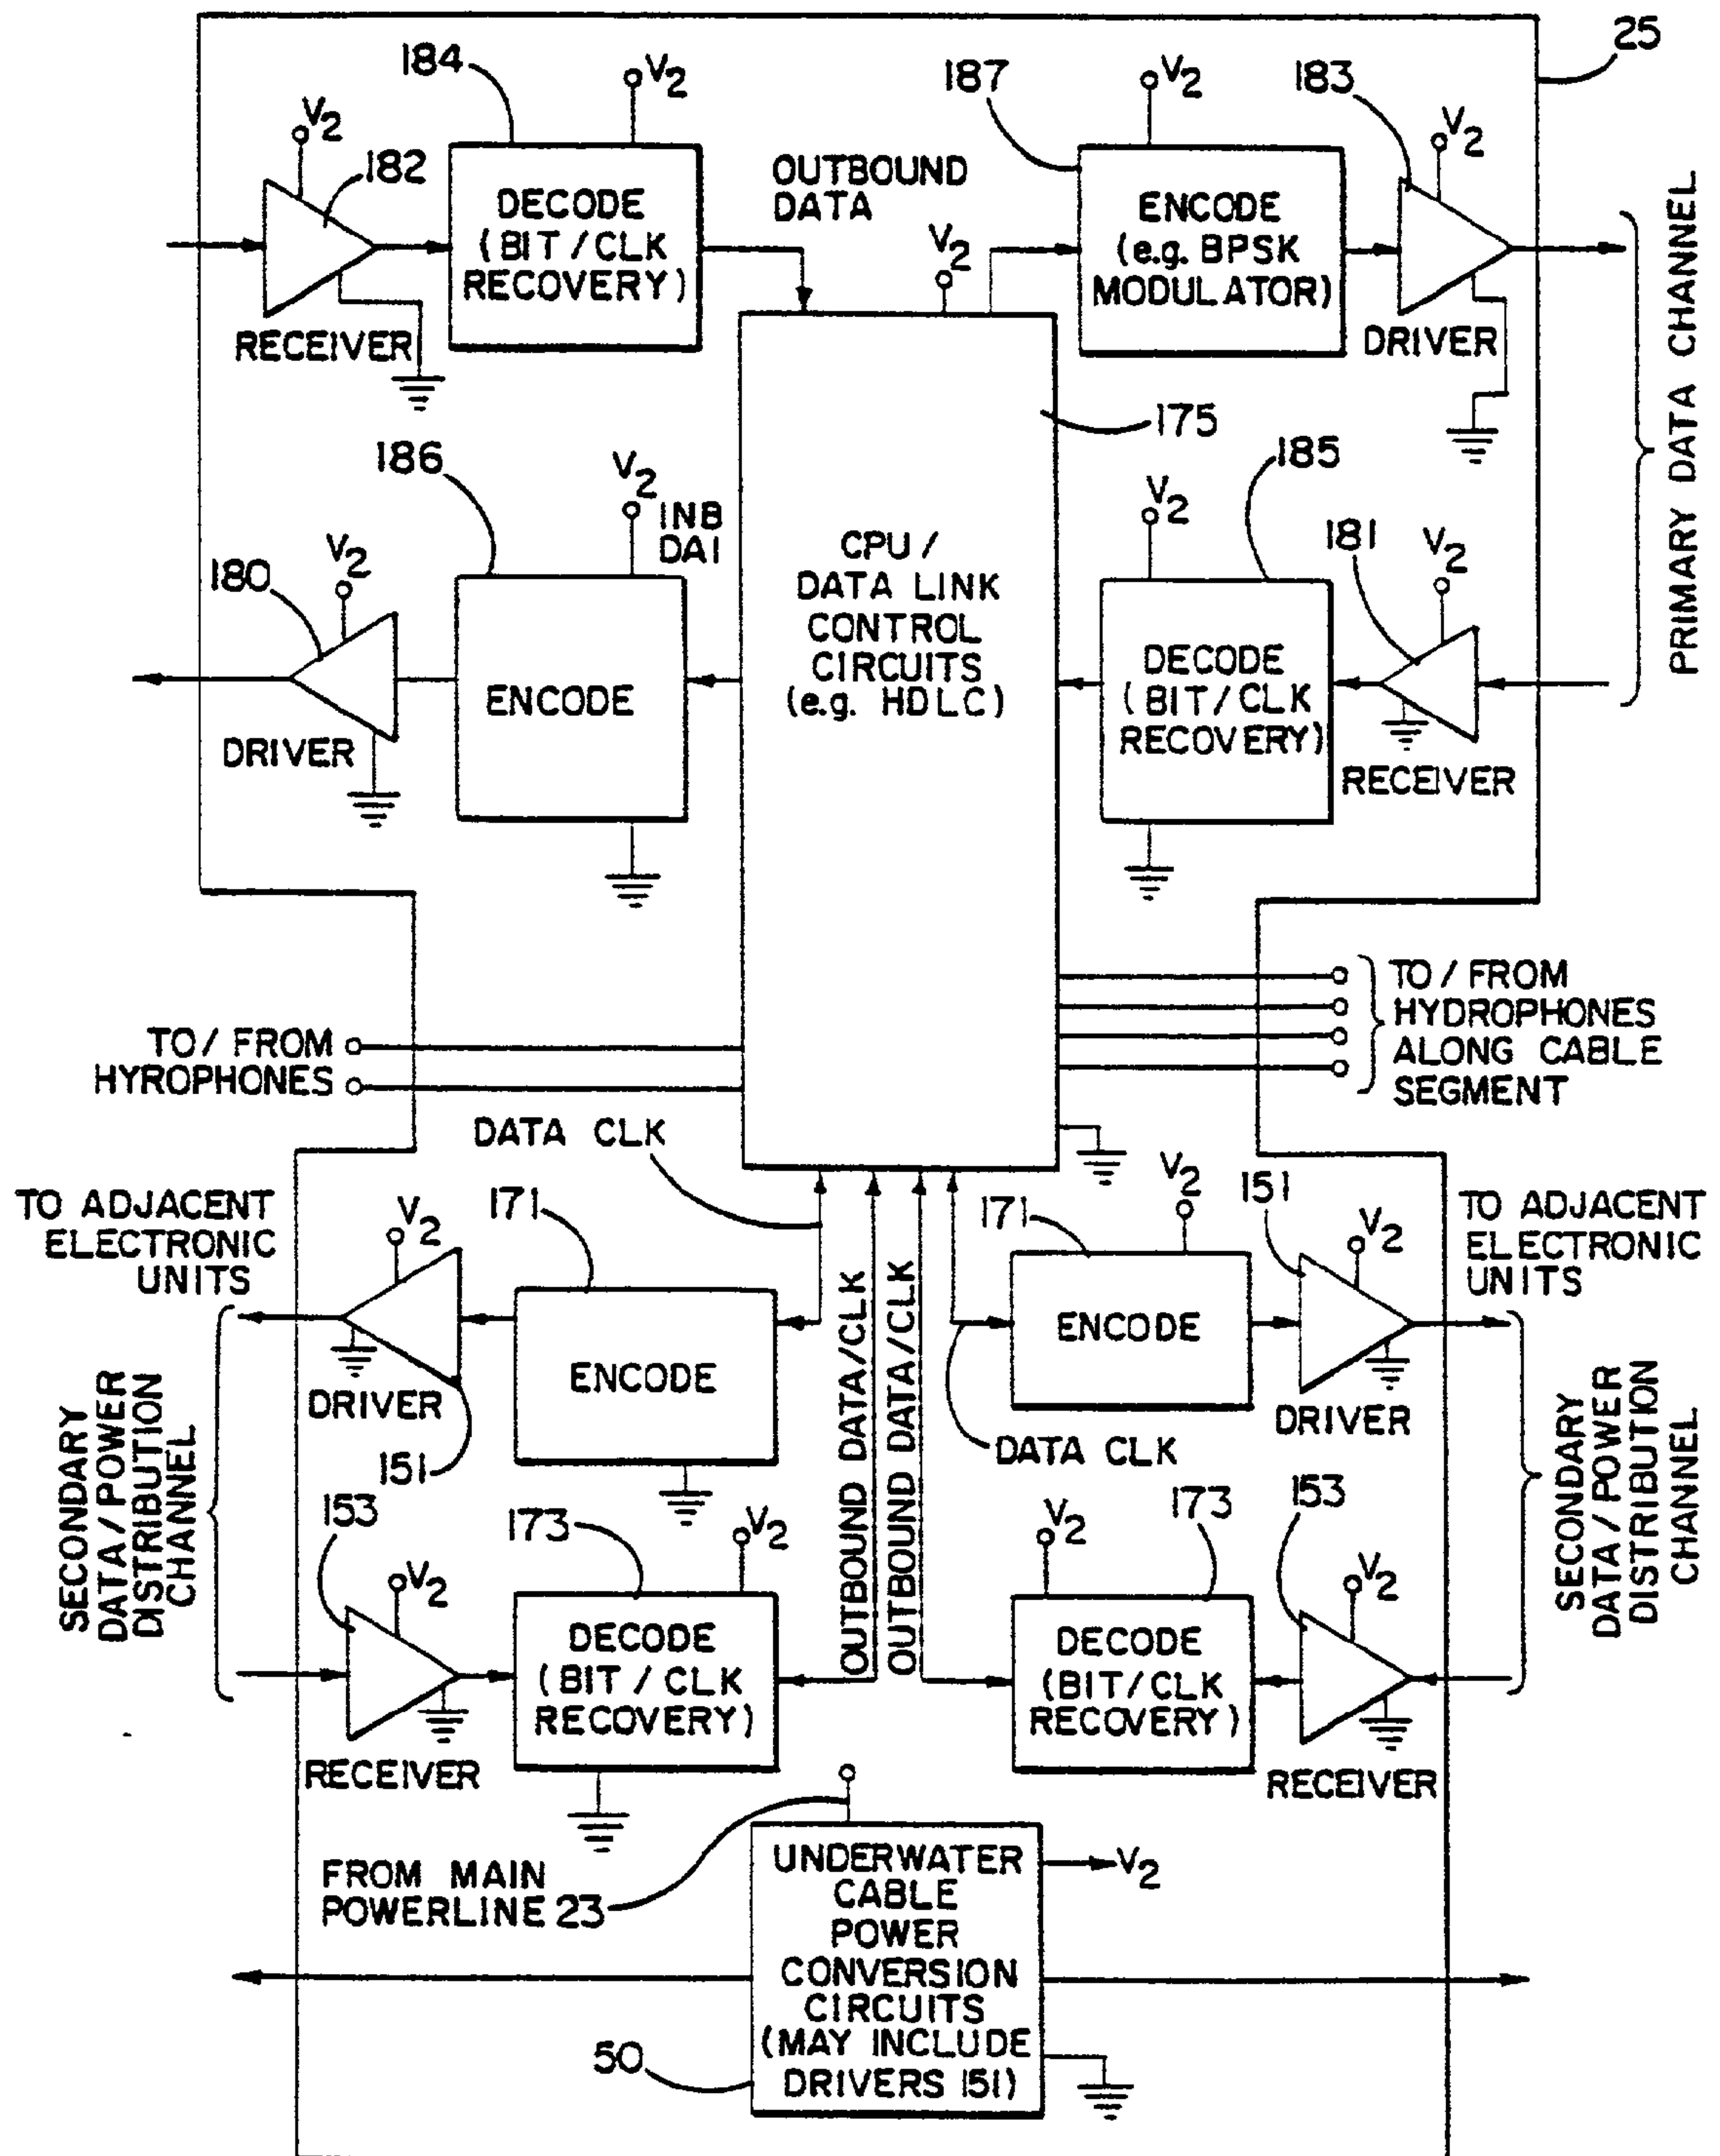 25
184
V2
187
V2
183
V2
182
V2
DECODE
(BIT/CLK
RECOVERY)
OUTBOUND
DATA
ENCODE
(e.g. BPSK
MODULATOR)
V2
RECEIVER
DRIVER
PRIMARY DATA CHANNEL
175
186
V2
INB
DAI
185
V2
181
V2
180
V2
CPU/
DATA LINK
CONTROL
CIRCUITS
(e.g. HDLC)
ENCODE
DECODE
(BIT/CLK
RECOVERY)
DRIVER
RECEIVER
TO/FROM
HYROPHONES
TO/FROM
HYDROPHONES
ALONG CABLE
SEGMENT
DATA CLK
TO ADJACENT
ELECTRONIC
UNITS
V2
171
171
V2
151
V2
TO ADJACENT
ELECTRONIC
UNITS
ENCODE
ENCODE
DRIVER
DRIVER
151
DATA CLK
OUTBOUND DATA/CLK
OUTBOUND DATA/CLK
SECONDARY
DATA/POWER
DISTRIBUTION
CHANNEL
SECONDARY
DATA/POWER
DISTRIBUTION
CHANNEL
153
V2
173
V2
V2
173
153
V2
DECODE
(BIT/CLK
RECOVERY)
DECODE
(BIT/CLK
RECOVERY)
RECEIVER
RECEIVER
FROM MAIN
POWERLINE 23
UNDERWATER
CABLE
POWER
CONVERSION
CIRCUITS
(MAY INCLUDE
DRIVERS 151)
V2
50